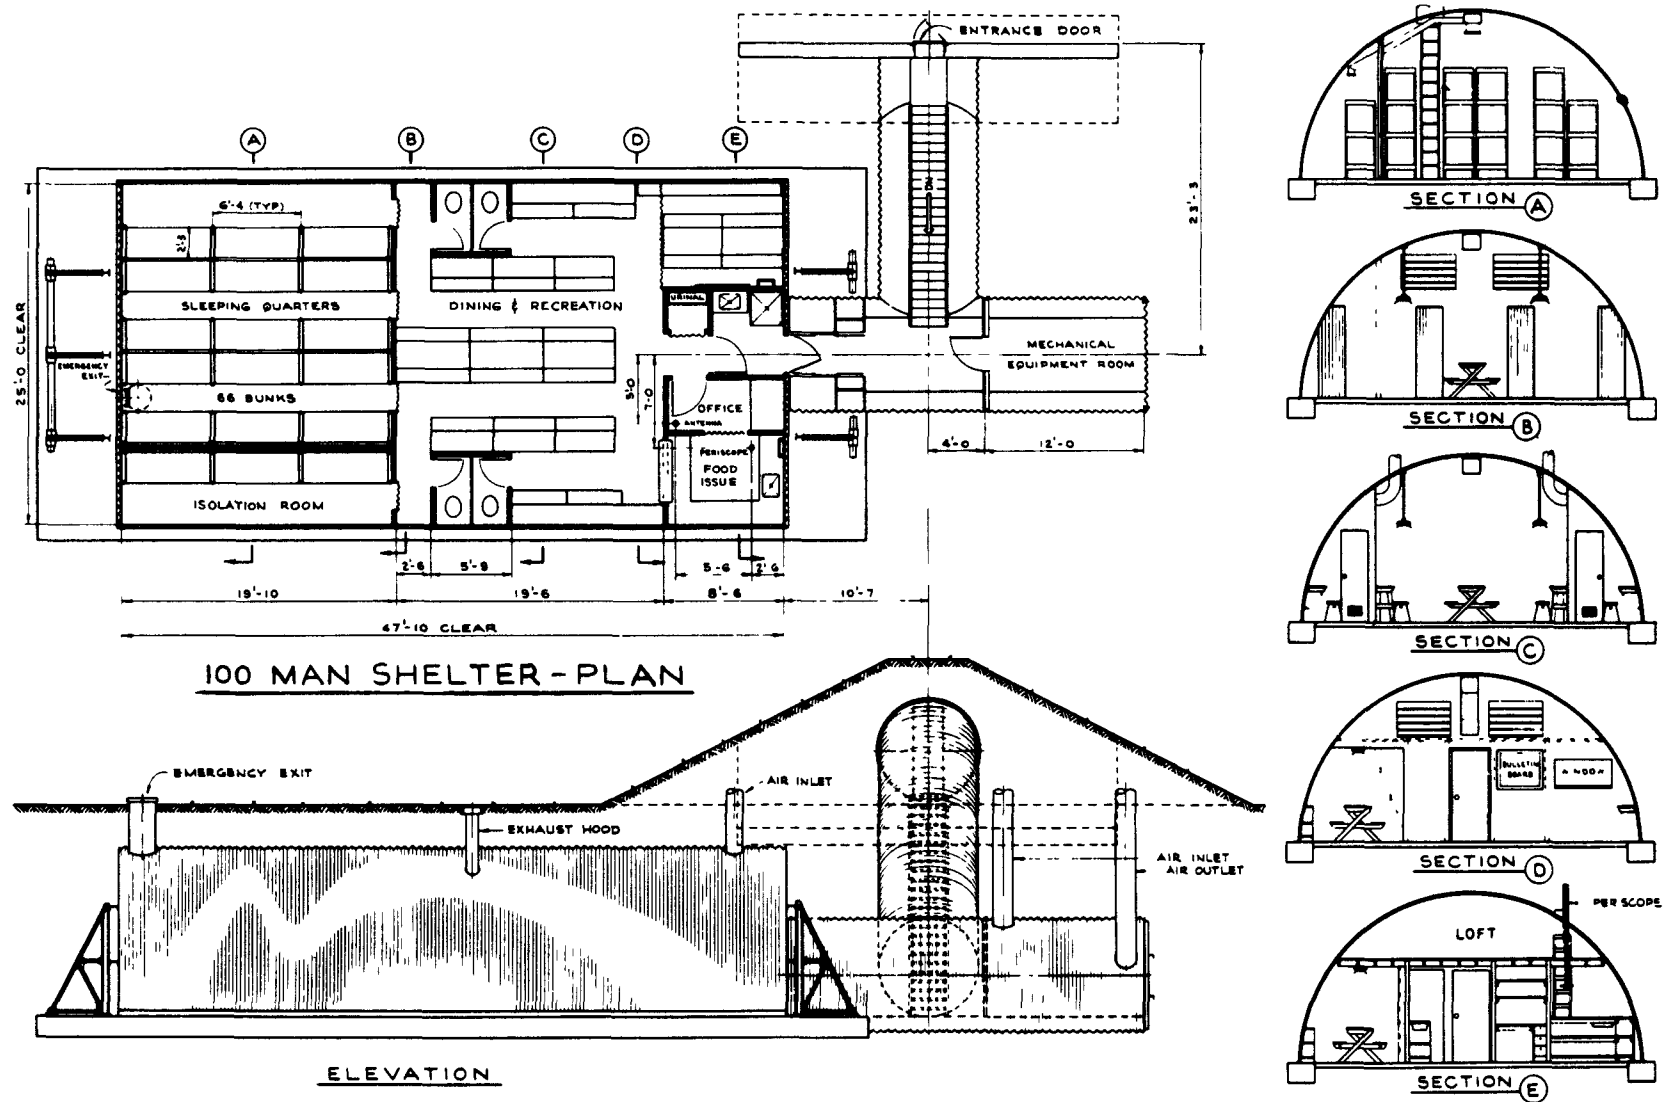 ENTRANCE DOOR
A
B
C
D
E
6'-4 (TYP)
2'-3
DN
23'-3
25'-0 CLEAR
SLEEPING QUARTERS
DINING & RECREATION
URINAL
MECHANICAL
EQUIPMENT ROOM
EMERGENCY
EXIT
66 BUNKS
5'-0
7'-0
OFFICE
ANTENNA
PERISCOPE
FOOD
ISSUE
4'-0
12'-0
ISOLATION ROOM
2'-6
5'-9
5-6
2'6
19'-10
19'-6
8'-6
10'-7
47'-10 CLEAR
100 MAN SHELTER-PLAN
EMERGENCY EXIT
AIR INLET
EXHAUST HOOD
AIR INLET
AIR OUTLET
ELEVATION
SECTION A
SECTION B
SECTION C
BULLETIN
BOARD
WINDOW
SECTION D
PERISCOPE
LOFT
SECTION E